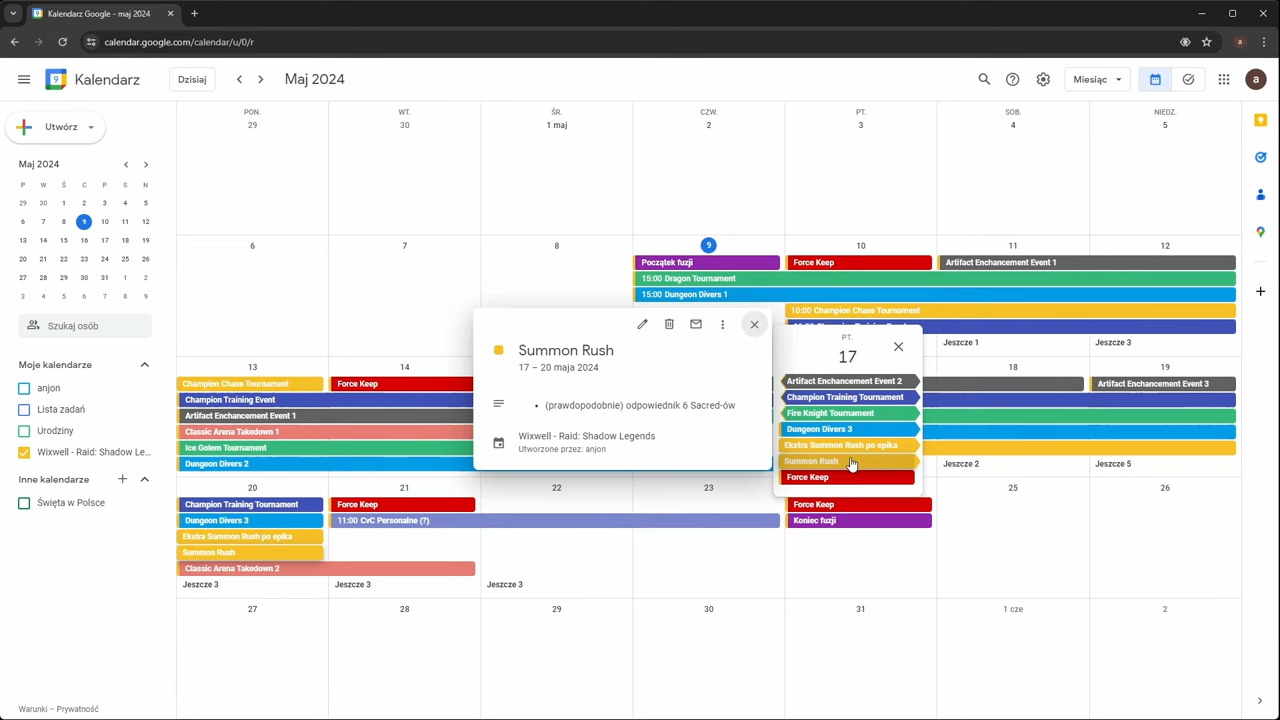 Kalendarz Google - maj 2024
calendar.google.com/calendar/u/0/r
a
9
Kalendarz
Dzisiaj
Maj 2024
Miesiąc
a
Utwórz
Maj 2024
P W Ś C P S N
29 30 1 2 3 4 5
6 7 8 9 10 11 12
13 14 15 16 17 18 19
20 21 22 23 24 25 26
27 28 29 30 31 1 2
3 4 5 6 7 8 9
Szukaj osób
Moje kalendarze
anjon
Lista zadań
Urodziny
Wixwell - Raid: Shadow Le...
Inne kalendarze
Święta w Polsce
Warunki – Prywatność
PON. WT. ŚR. CZW. PT. SOB. NIEDZ.
29 30 1 maj 2 3 4 5
6 7 8 9 10 11 12
Początek fuzji
Force Keep
Artifact Enchancement Event 1
15:00 Dragon Tournament
15:00 Dungeon Divers 1
10:00 Champion Chase Tournament
Jeszcze 1
Jeszcze 3
13 14 18 19
Champion Chase Tournament
Force Keep
Artifact Enchancement Event 3
Champion Training Event
Artifact Enchancement Event 1
Classic Arena Takedown 1
Ice Golem Tournament
Dungeon Divers 2
Jeszcze 2
Jeszcze 5
Summon Rush
17 – 20 maja 2024
(prawdopodobnie) odpowiednik 6 Sacred-ów
Wixwell - Raid: Shadow Legends
Utworzone przez: anjon
PT.
17
Artifact Enchancement Event 2
Champion Training Tournament
Fire Knight Tournament
Dungeon Divers 3
Ekstra Summon Rush po epika
Summon Rush
Force Keep
20 21 22 23 25 26
Champion Training Tournament
Force Keep
Force Keep
Dungeon Divers 3
11:00 CvC Personalne (?)
Koniec fuzji
Ekstra Summon Rush po epika
Summon Rush
Classic Arena Takedown 2
Jeszcze 3
Jeszcze 3
Jeszcze 3
27 28 29 30 31 1 cze 2